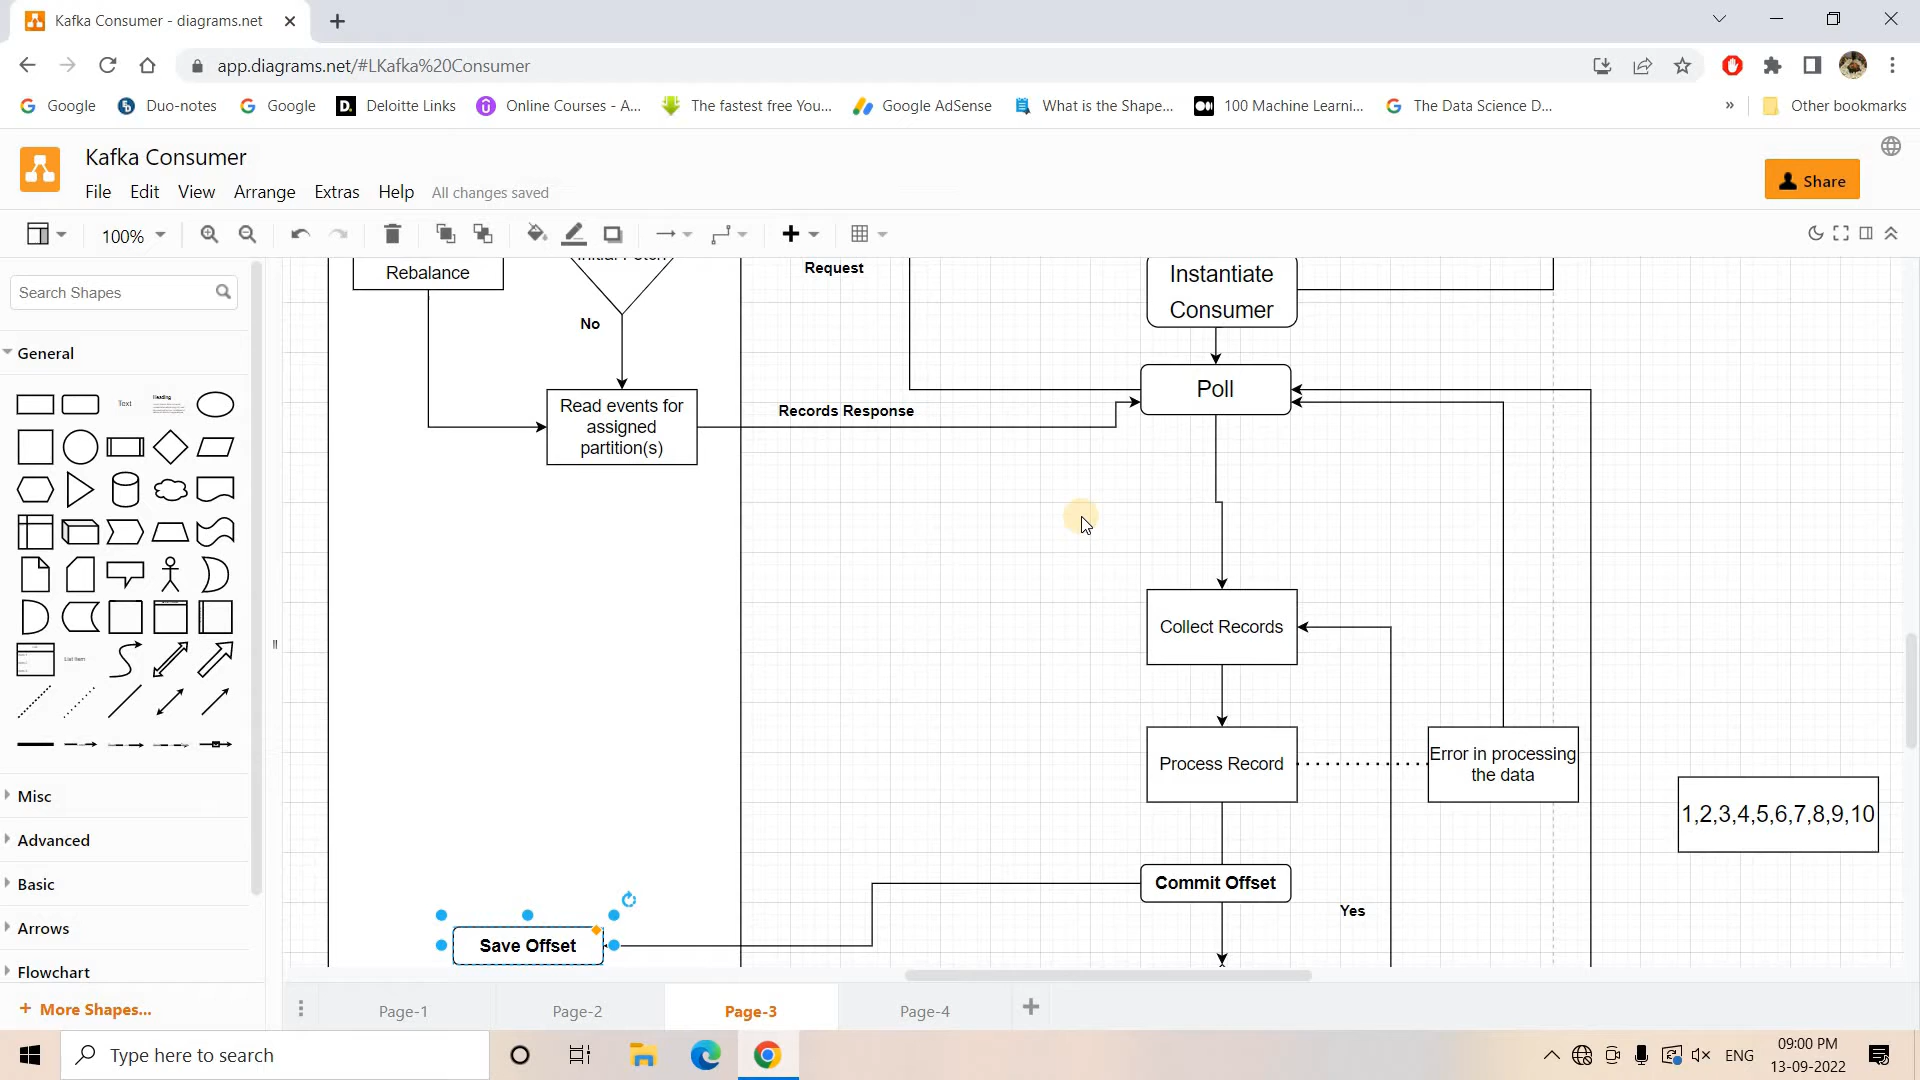 Kafka Consumer - diagrams.net
app.diagrams.net/#LKafka%20Consumer
Google
Duo-notes
Google
Deloitte Links
Online Courses - A...
The fastest free You...
Google AdSense
What is the Shape...
100 Machine Learni...
The Data Science D...
»
Other bookmarks
Kafka Consumer
File
Edit
View
Arrange
Extras
Help
All changes saved
Share
100%
Search Shapes
General
Text
Heading
List Item
Misc
Advanced
Basic
Arrows
Flowchart
+ More Shapes...
Rebalance
Initial Fetch
No
Read events for
assigned
partition(s)
Request
Records Response
Instantiate
Consumer
Poll
Collect Records
Process Record
Error in processing
the data
1,2,3,4,5,6,7,8,9,10
Commit Offset
Yes
Save Offset
Page-1
Page-2
Page-3
Page-4
Type here to search
ENG
09:00 PM
13-09-2022